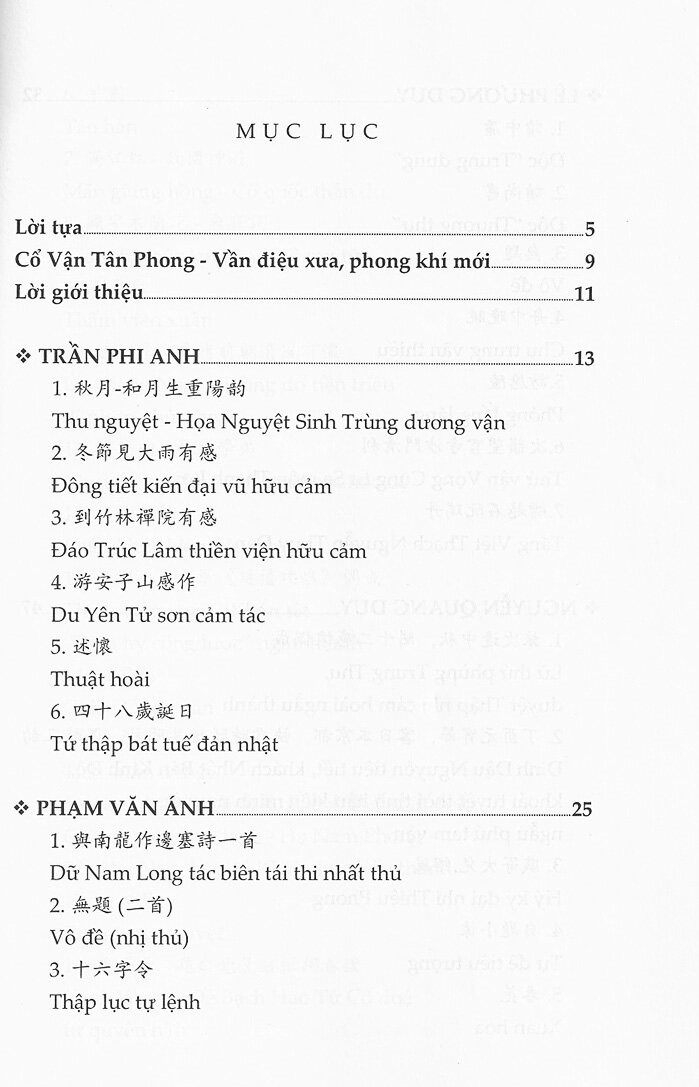 MỤC LỤC
Lời tựa 5
Cổ Vận Tân Phong - Vần điệu xưa, phong khí mới 9
Lời giới thiệu 11
❖ TRẦN PHI ANH 13
1. 秋月-和月生重陽韵
Thu nguyệt - Họa Nguyệt Sinh Trùng dương vận
2. 冬節見大雨有感
Đông tiết kiến đại vũ hữu cảm
3. 到竹林禪院有感
Đáo Trúc Lâm thiền viện hữu cảm
4. 游安子山感作
Du Yên Tử sơn cảm tác
5. 述懷
Thuật hoài
6. 四十八歲誕日
Tứ thập bát tuế đản nhật
❖ PHẠM VĂN ÁNH 25
1. 與南龍作邊塞詩一首
Dữ Nam Long tác biên tái thi nhất thủ
2. 無題 (二首)
Vô đề (nhị thủ)
3. 十六字令
Thập lục tự lệnh